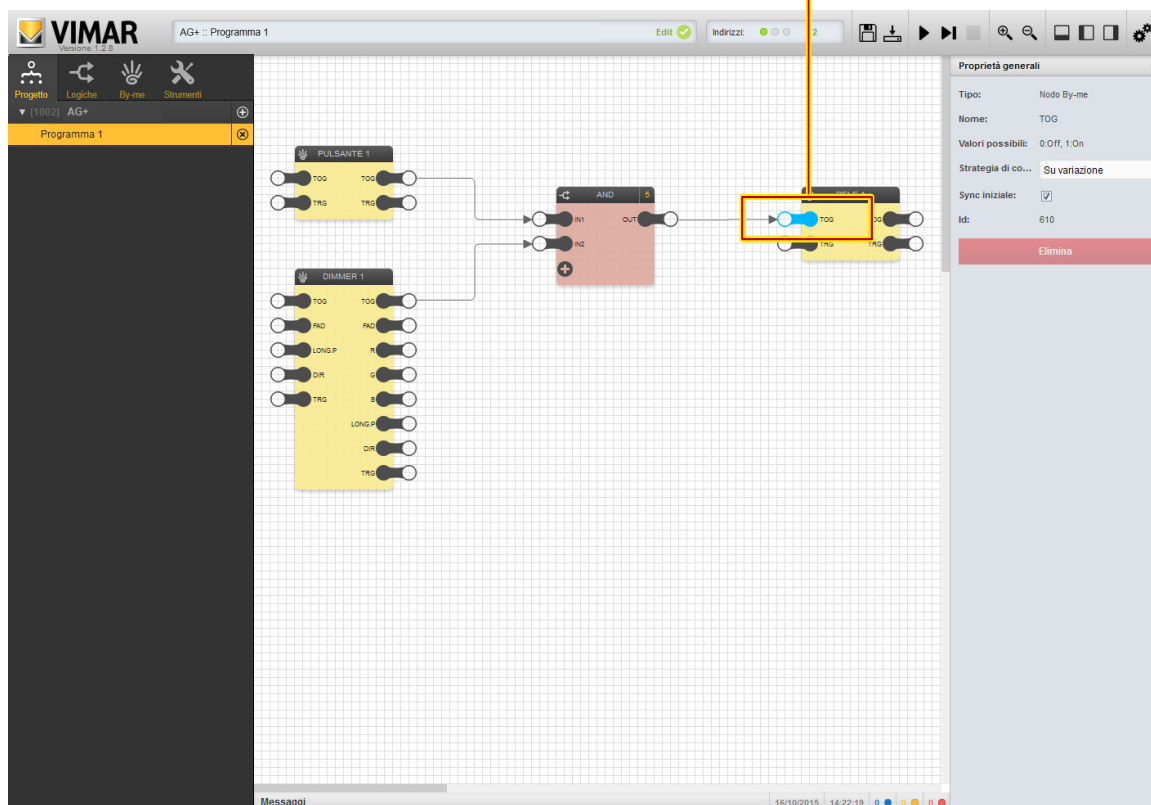 VIMAR
Versione 1.2.8
AG+ :: Programma 1
Edit
Indirizzi:
2
Progetto
Logiche
By-me
Strumenti
[1002] AG+
Programma 1
PULSANTE 1
TOG TOG
TRG TRG
DIMMER 1
TOG TOG
FAD FAD
LONG.P R
DIR G
TRG B
LONG.P
DIR
TRG
AND 5
IN1 OUT
IN2
TOG
TRG TRG
Proprietà generali
Tipo: Nodo By-me
Nome: TOG
Valori possibili: 0:Off, 1:On
Strategia di co... Su variazione
Sync iniziale:
Id: 610
Elimina
Messaggi
16/10/2015 14:22:19 0 0 0